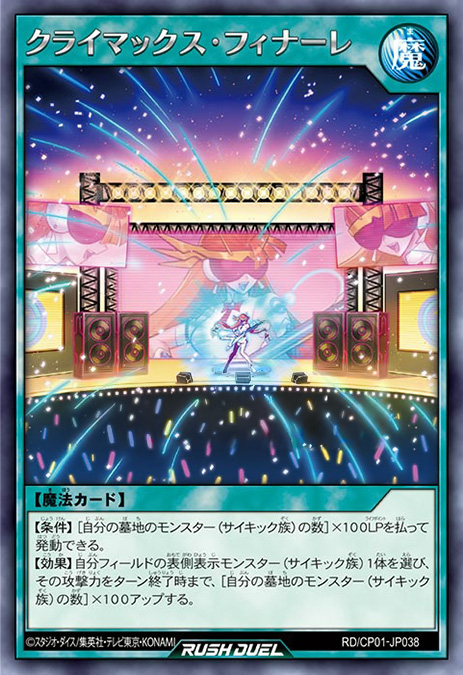 クライマックス・フィナーレ
魔
ま
【魔法カード】
【条件】[自分の墓地のモンスター(サイキック族)の数]×100LPを払って
発動できる。
【効果】自分フィールドの表側表示モンスター(サイキック族)1体を選び、
その攻撃力をターン終了時まで、[自分の墓地のモンスター(サイキック
族)の数]×100アップする。
©スタジオ・ダイス/集英社・テレビ東京・KONAMI
RUSH DUEL
RD/CP01-JP038